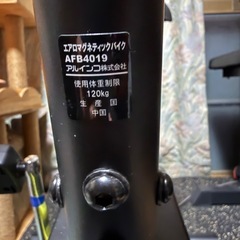 エアロマグネティックバイク
AFB4019
アルインコ株式会社
使用体重制限
120kg
生産国
中国